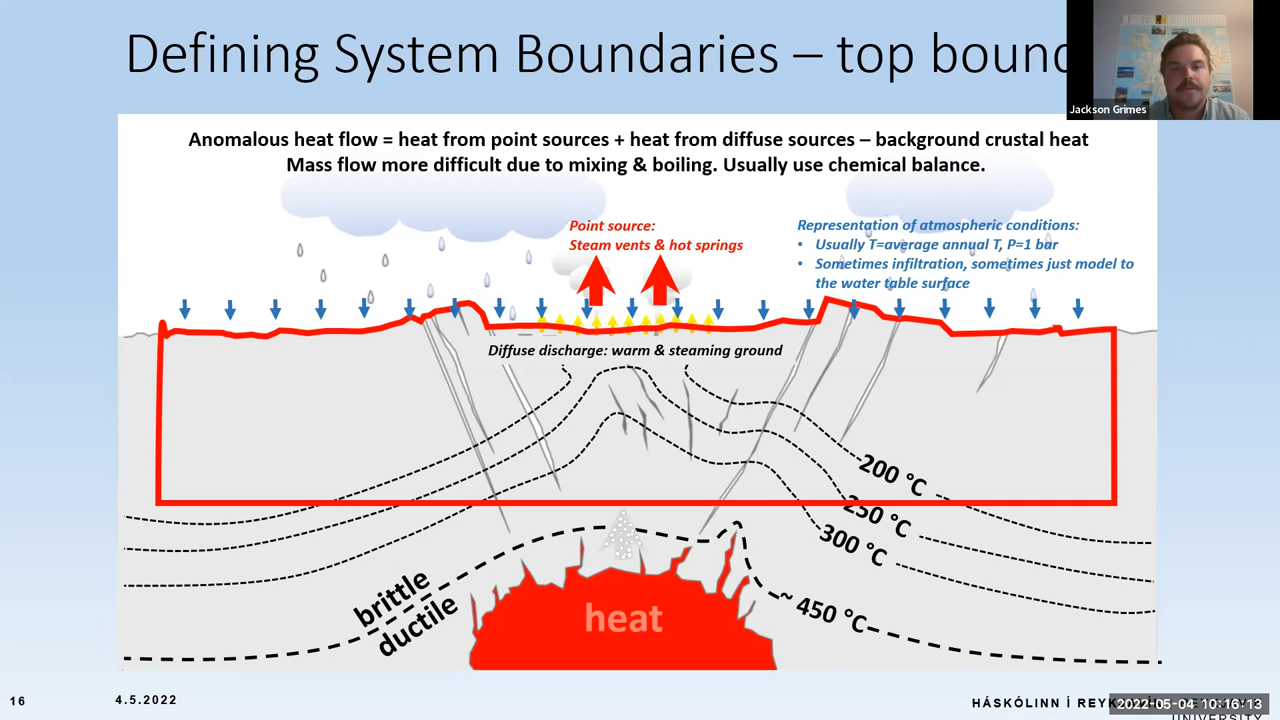 Defining System Boundaries – top bound
Jackson Grimes
Anomalous heat flow = heat from point sources + heat from diffuse sources – background crustal heat
Mass flow more difficult due to mixing & boiling. Usually use chemical balance.
Point source:
Steam vents & hot springs
Representation of atmospheric conditions:
• Usually T=average annual T, P=1 bar
• Sometimes infiltration, sometimes just model to
the water table surface
Diffuse discharge: warm & steaming ground
200 °C
250 °C
300 °C
brittle
ductile
heat
~ 450 °C
16
4.5.2022
HÁSKÓLINN Í REYK
2022-05-04 10:16:13
UNIVERSITY